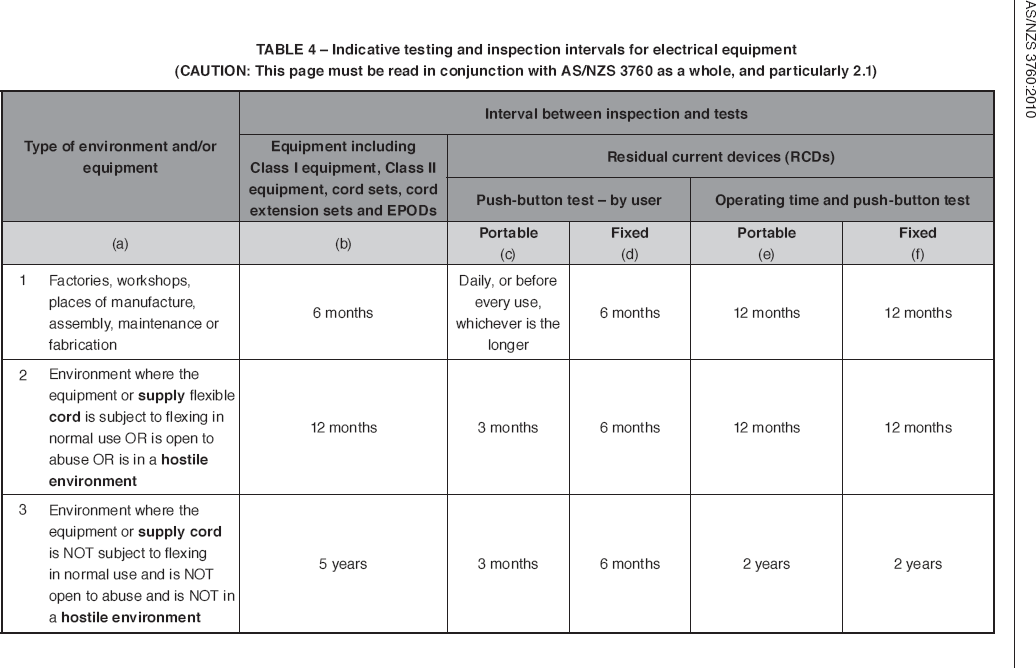 AS/NZS 3760:2010
TABLE 4 – Indicative testing and inspection intervals for electrical equipment
(CAUTION: This page must be read in conjunction with AS/NZS 3760 as a whole, and particularly 2.1)
Type of environment and/or
equipment
Interval between inspection and tests
Equipment including
Class I equipment, Class II
equipment, cord sets, cord
extension sets and EPODs
Residual current devices (RCDs)
Push-button test – by user
Operating time and push-button test
(a)
(b)
Portable
(c)
Fixed
(d)
Portable
(e)
Fixed
(f)
1 Factories, workshops,
places of manufacture,
assembly, maintenance or
fabrication
6 months
Daily, or before
every use,
whichever is the
longer
6 months
12 months
12 months
2 Environment where the
equipment or supply flexible
cord is subject to flexing in
normal use OR is open to
abuse OR is in a hostile
environment
12 months
3 months
6 months
12 months
12 months
3 Environment where the
equipment or supply cord
is NOT subject to flexing
in normal use and is NOT
open to abuse and is NOT in
a hostile environment
5 years
3 months
6 months
2 years
2 years